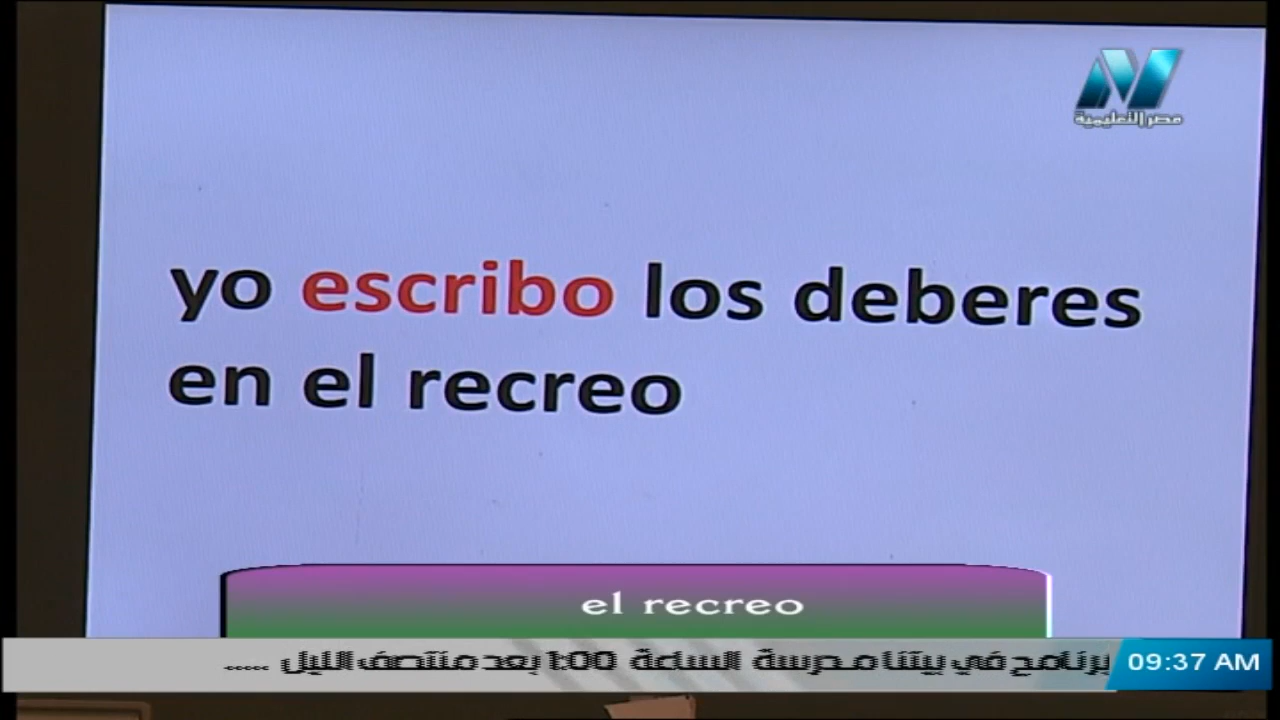 مصر التعليمية
yo escribo los deberes
en el recreo
el recreo
برنامج في بيتنا مدرسة الساعة 1:00 بعد منتصف الليل .....
09:37 AM